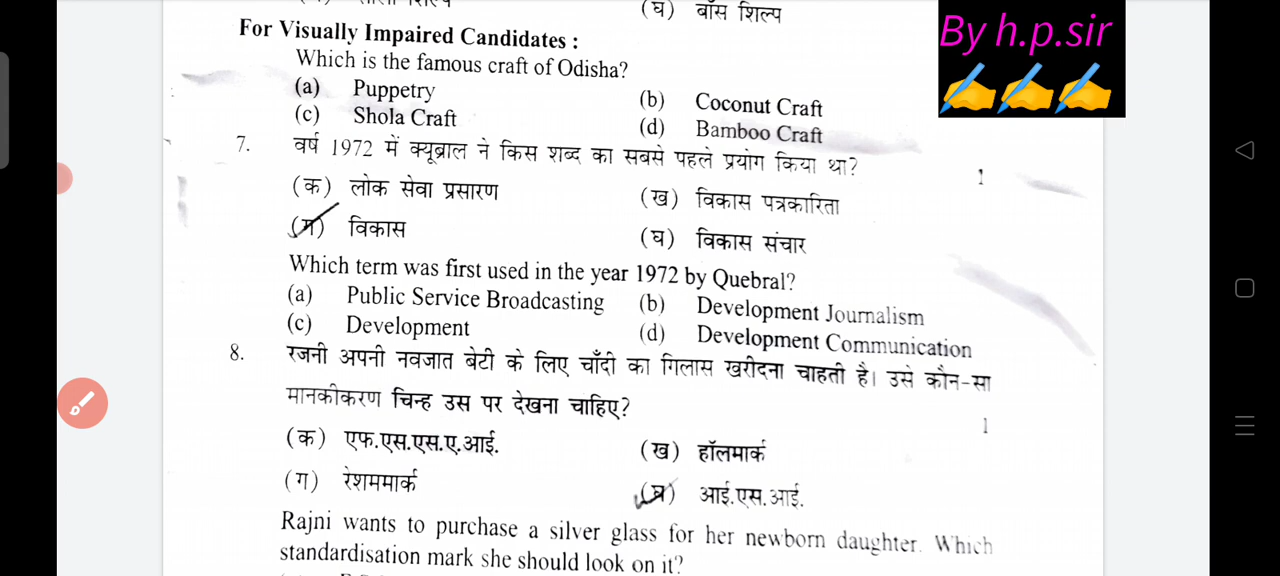 (घ) बाँस शिल्प
By h.p.sir
For Visually Impaired Candidates :
Which is the famous craft of Odisha?
(a) Puppetry (b) Coconut Craft
(c) Shola Craft (d) Bamboo Craft
7. वर्ष 1972 में क्यूब्राल ने किस शब्द का सबसे पहले प्रयोग किया था? 1
(क) लोक सेवा प्रसारण (ख) विकास पत्रकारिता
(ग) विकास (घ) विकास संचार
Which term was first used in the year 1972 by Quebral?
(a) Public Service Broadcasting (b) Development Journalism
(c) Development (d) Development Communication
8. रजनी अपनी नवजात बेटी के लिए चाँदी का गिलास खरीदना चाहती है। उसे कौन-सा
मानकीकरण चिन्ह उस पर देखना चाहिए? 1
(क) एफ.एस.एस.ए.आई. (ख) हॉलमार्क
(ग) रेशममार्क (घ) आई.एस.आई.
Rajni wants to purchase a silver glass for her newborn daughter. Which
standardisation mark she should look on it?